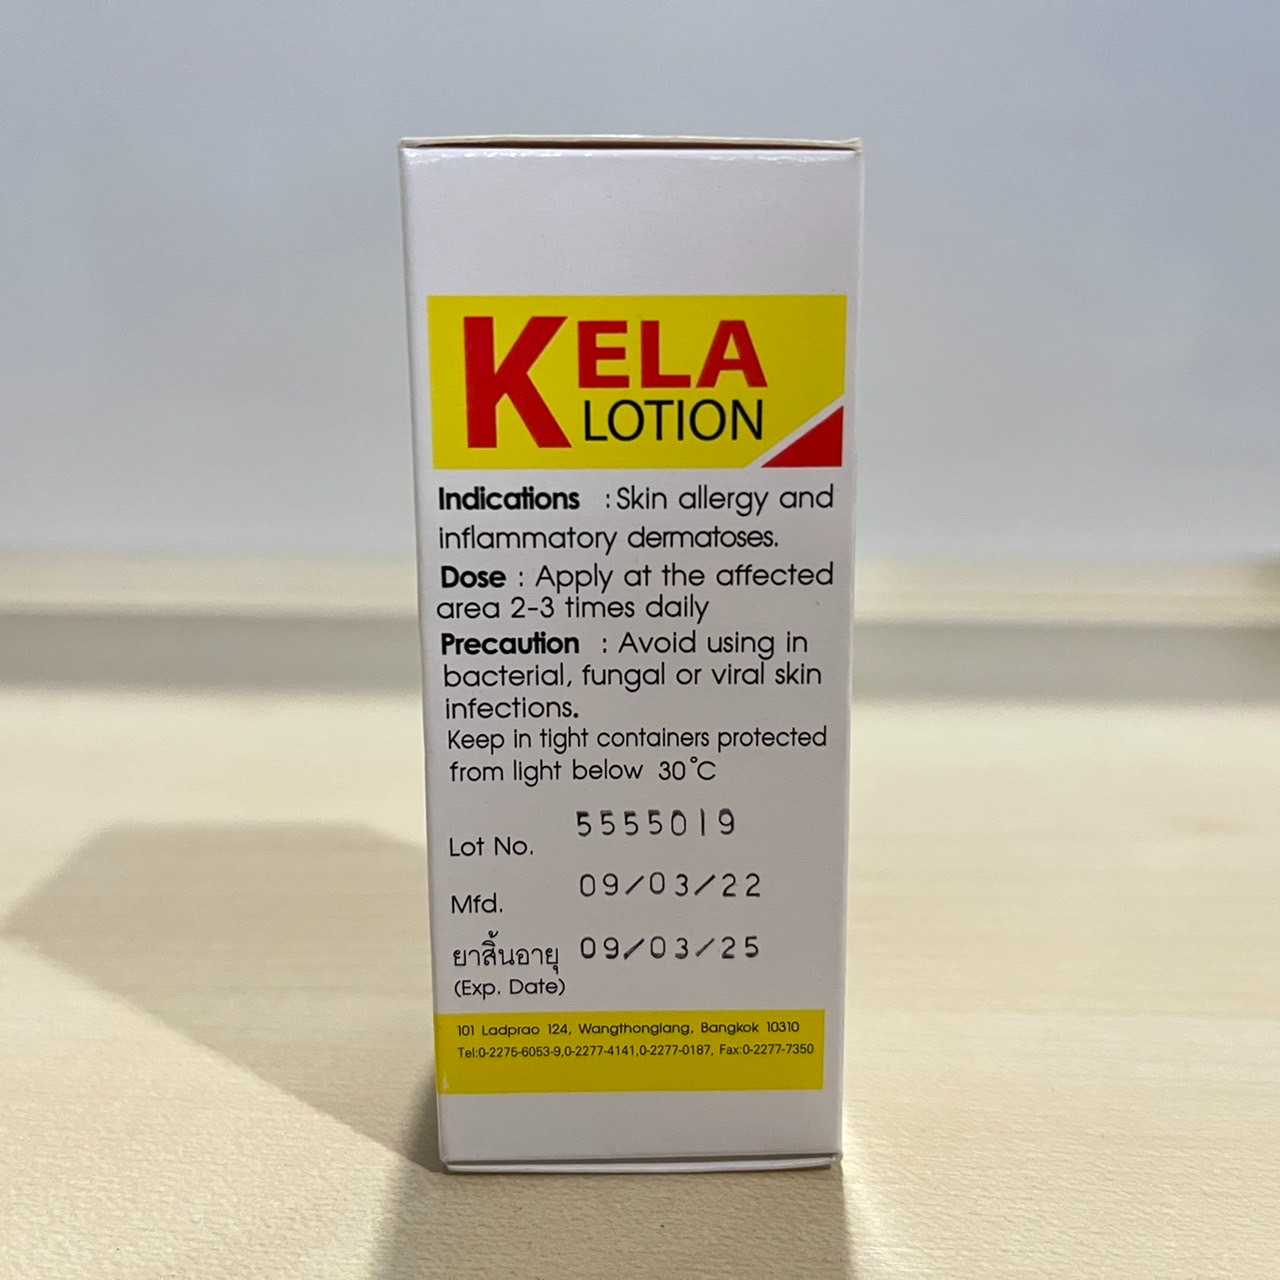 KELA
LOTION
Indications : Skin allergy and
inflammatory dermatoses.
Dose : Apply at the affected
area 2-3 times daily
Precaution : Avoid using in
bacterial, fungal or viral skin
infections.
Keep in tight containers protected
from light below 30°C
Lot No. 5555019
Mfd. 09/03/22
ยาสิ้นอายุ 09/03/25
(Exp. Date)
101 Ladprao 124, Wangthonglang, Bangkok 10310
Tel:0-2275-6053-9,0-2277-4141,0-2277-0187, Fax:0-2277-7350